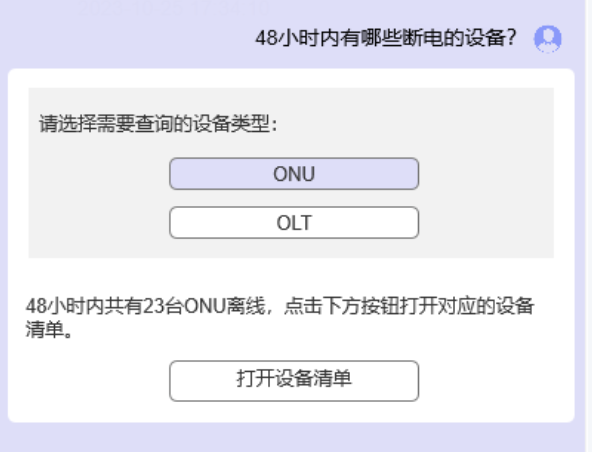 48小时内有哪些断电的设备？
请选择需要查询的设备类型：
ONU
OLT
48小时内共有23台ONU离线，点击下方按钮打开对应的设备
清单。
打开设备清单